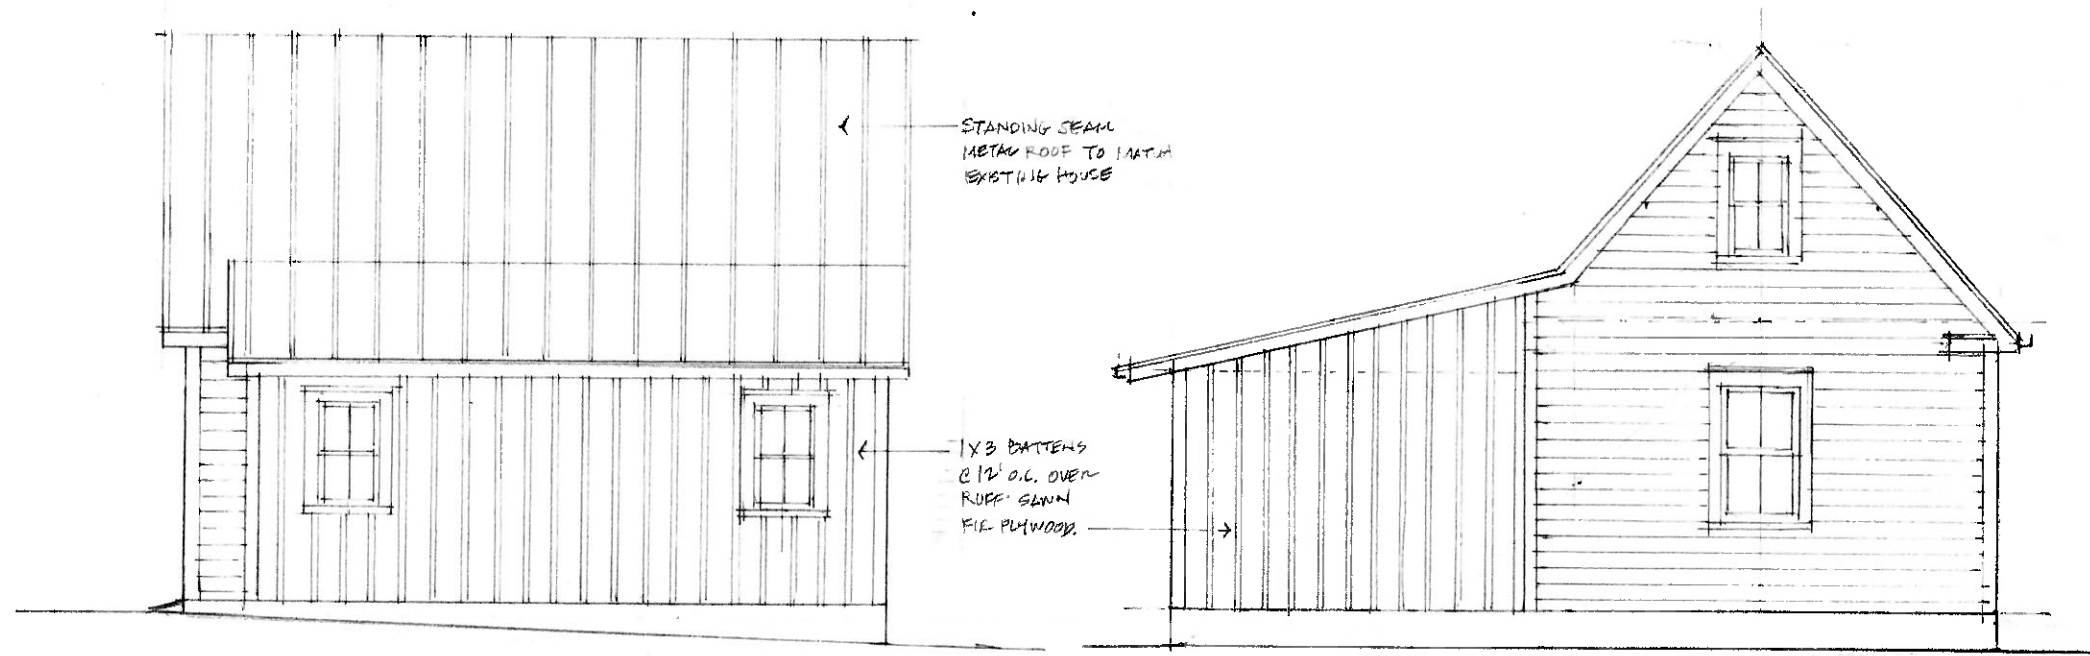 STANDING SEAM
METAL ROOF TO MATCH
EXISTING HOUSE
1X3 BATTENS
@ 12" O.C. OVER
RUFF SAWN
FIR PLYWOOD.